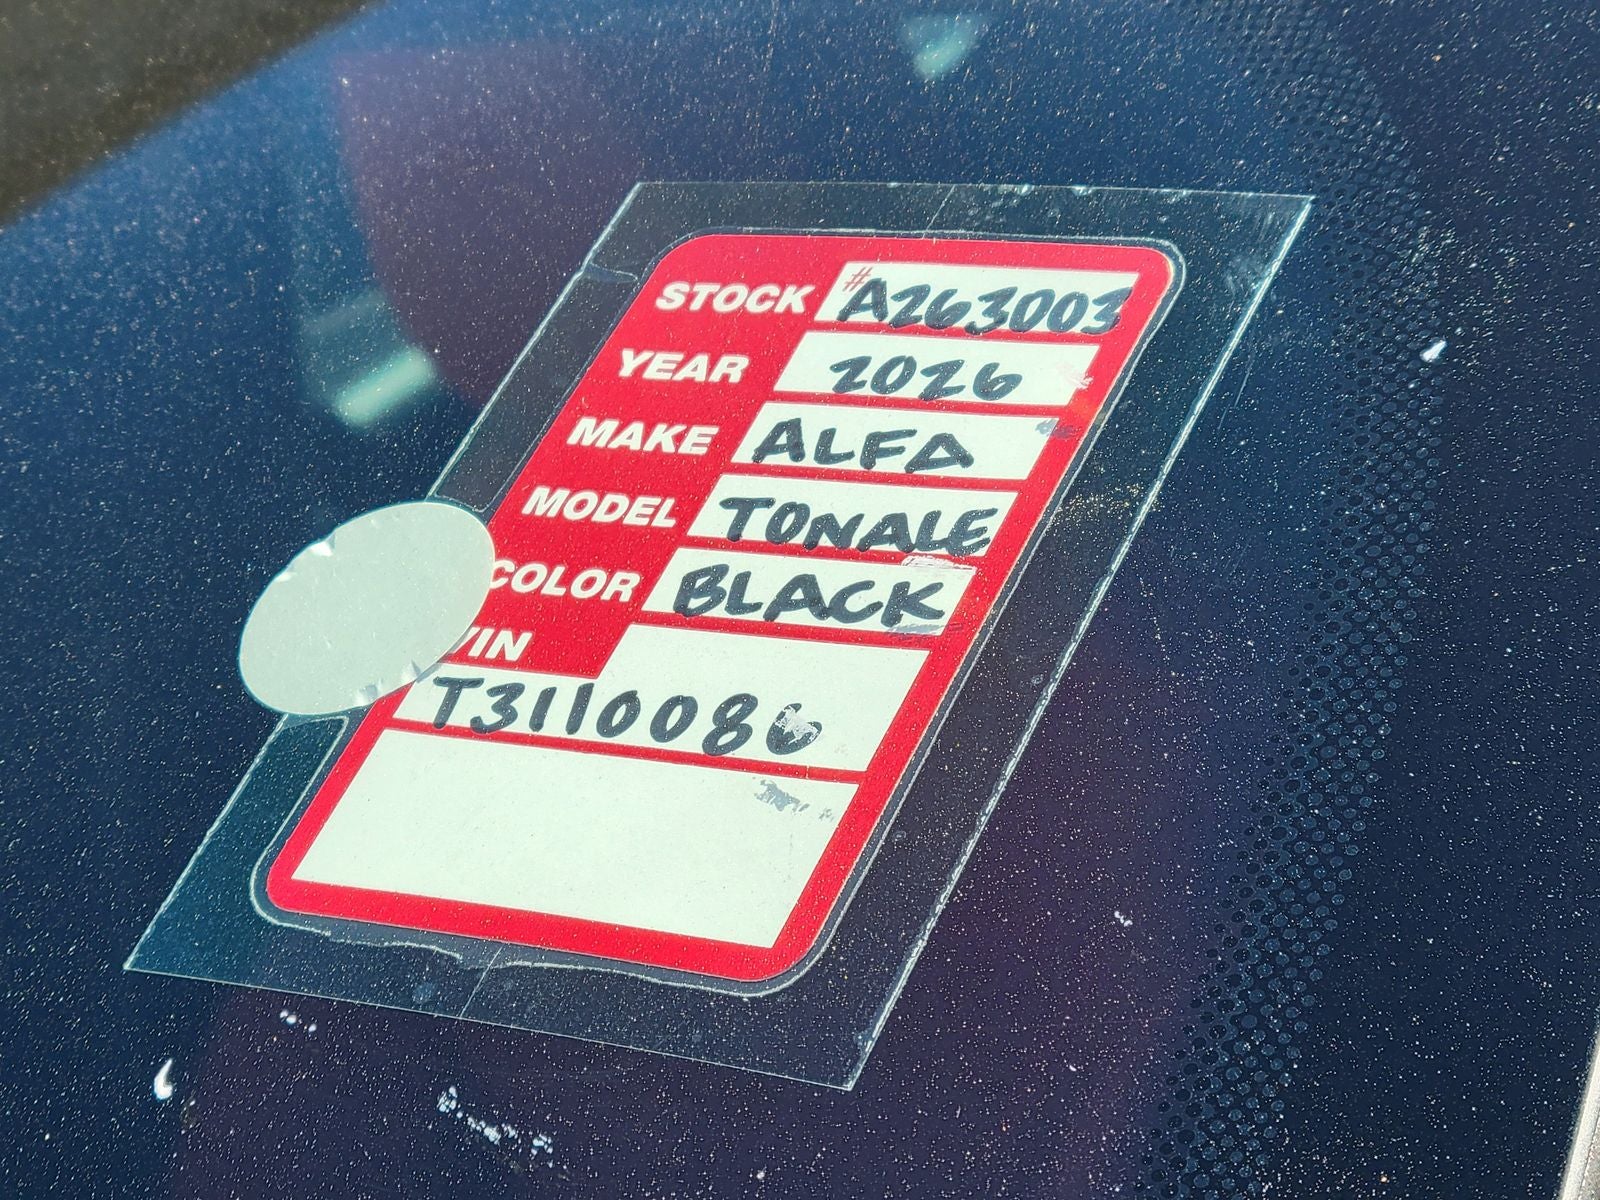 STOCK #A263003
YEAR 2026
MAKE ALFA
MODEL TONALE
COLOR BLACK
VIN
T3110086